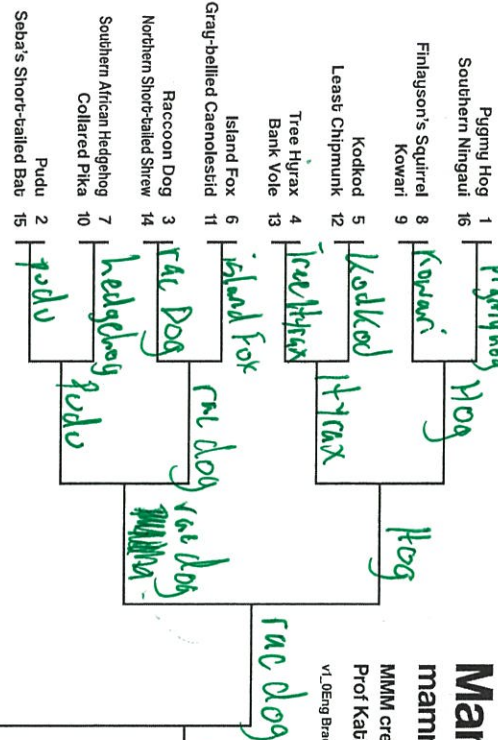 Pygmy Hog 1
Southern Ningaui 16
Finlayson's Squirrel 8
Kowari 9
Kodkod 5
Least Chipmunk 12
Tree Hyrax 4
Bank Vole 13
Island Fox 6
Gray-bellied Caenolestid 11
Raccoon Dog 3
Northern Short-tailed Shrew 14
Southern African Hedgehog 7
Collared Pika 10
Pudu 2
Seba's Short-tailed Bat 15
Kowari
KodKod
Tree Hyrax
island Fox
rac Dog
hedgehog
pudu
Hog
Hyrax
rac dog
Pudu
Hog
rac dog
rac dog
Mar
mamm
MMM cre
Prof Kat
v1_0Eng Brac